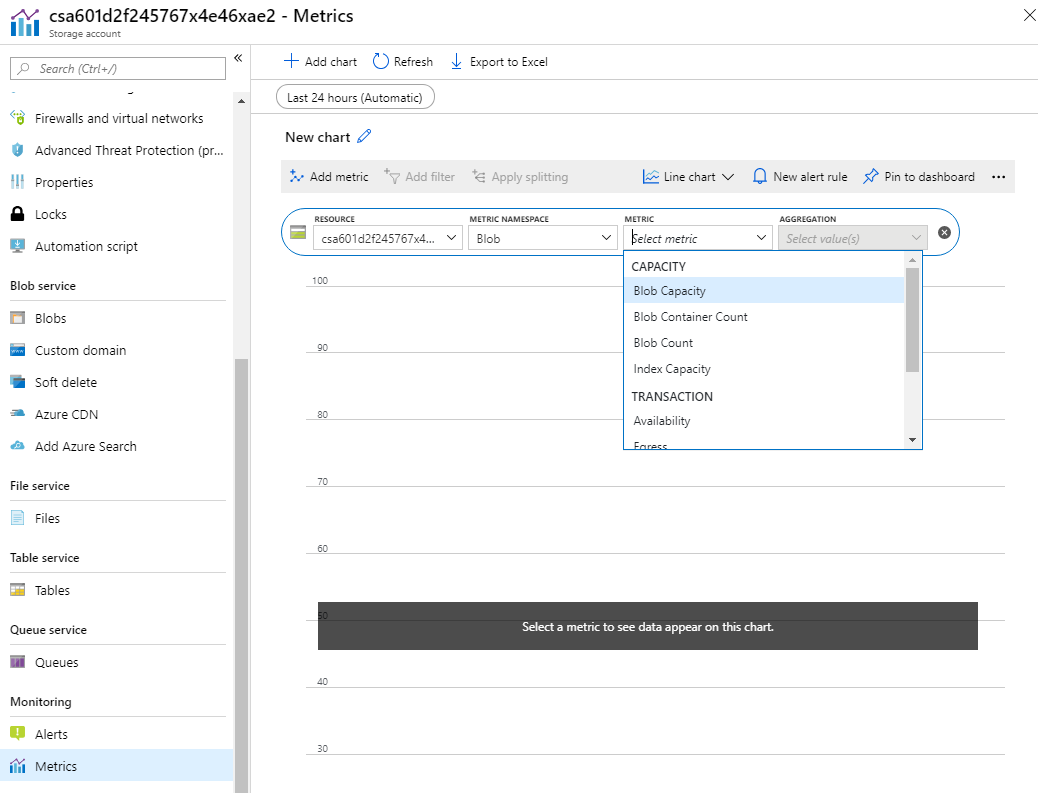 csa601d2f245767x4e46xae2 - Metrics
Storage account
Search (Ctrl+/)
Firewalls and virtual networks
Advanced Threat Protection (pr...
Properties
Locks
Automation script
Blob service
Blobs
Custom domain
Soft delete
Azure CDN
Add Azure Search
File service
Files
Table service
Tables
Queue service
Queues
Monitoring
Alerts
Metrics
Add chart
Refresh
Export to Excel
Last 24 hours (Automatic)
New chart
Add metric
Add filter
Apply splitting
Line chart
New alert rule
Pin to dashboard
RESOURCE
csa601d2f245767x4...
METRIC NAMESPACE
Blob
METRIC
Select metric
AGGREGATION
Select value(s)
CAPACITY
Blob Capacity
Blob Container Count
Blob Count
Index Capacity
TRANSACTION
Availability
Egress
100
90
80
70
60
50
Select a metric to see data appear on this chart.
40
30